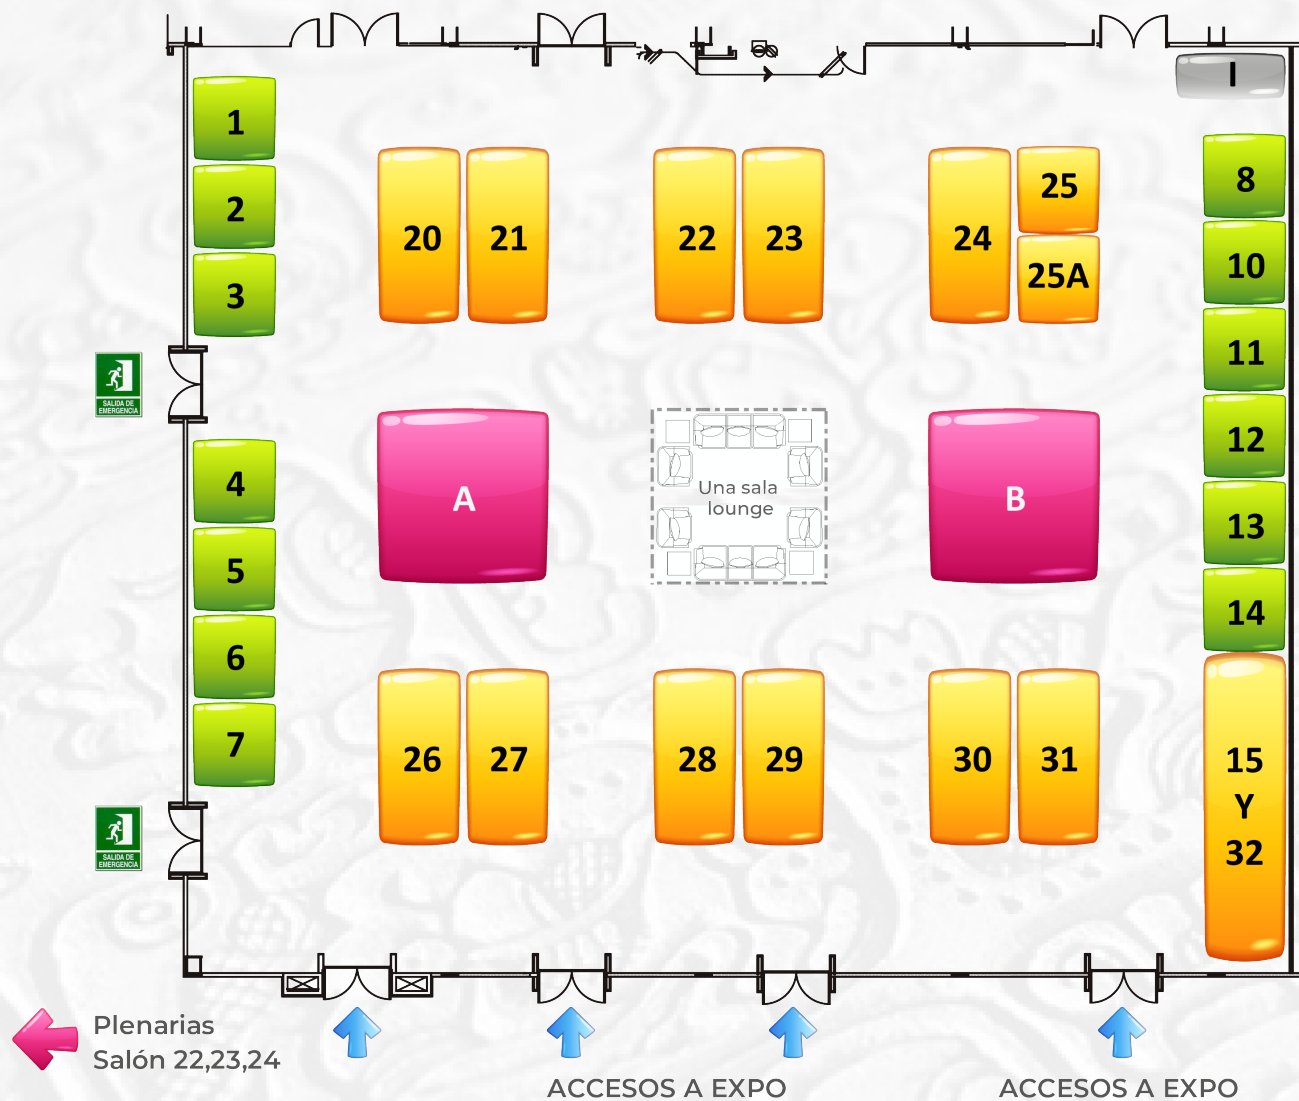 I
1
2
3
20
21
22
23
24
25
25A
8
10
11
12
13
14
SALIDA DE
EMERGENCIA
4
5
6
7
A
Una sala
lounge
B
26
27
28
29
30
31
15
Y
32
SALIDA DE
EMERGENCIA
Plenarias
Salón 22,23,24
ACCESOS A EXPO
ACCESOS A EXPO